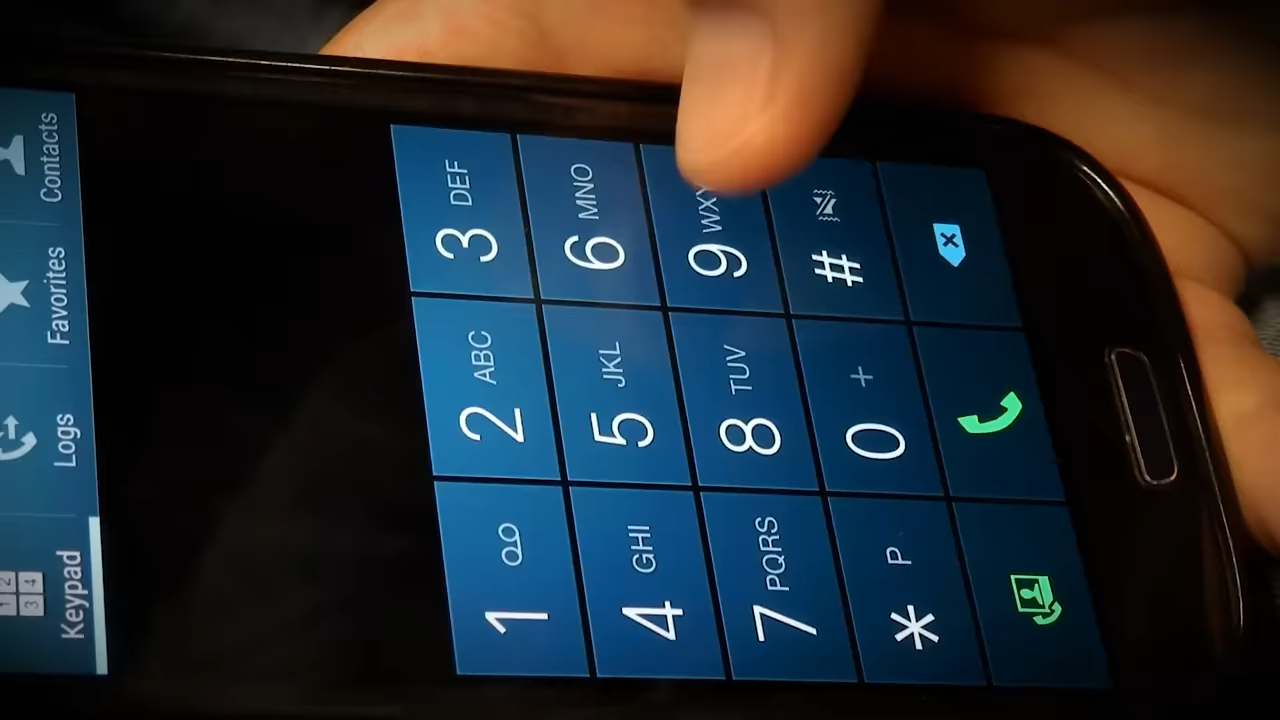 Keypad Logs Favorites Contacts
1 2 ABC 3 DEF
4 GHI 5 JKL 6 MNO
7 PQRS 8 TUV 9 WXY
* P 0 + #